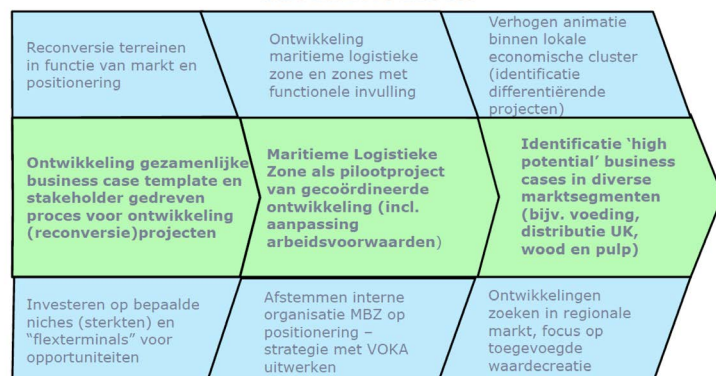 Reconversie terreinen
in functie van markt en
positionering
Ontwikkeling
maritieme logistieke
zone en zones met
functionele invulling
Verhogen animatie
binnen lokale
economische cluster
(identificatie
differentiërende
projecten)
Ontwikkeling gezamenlijke
business case template en
stakeholder gedreven
proces voor ontwikkeling
(reconversie)projecten
Maritieme Logistieke
Zone als pilootproject
van gecoördineerde
ontwikkeling (incl.
aanpassing
arbeidsvoorwaarden)
Identificatie ‘high
potential’ business
cases in diverse
marktsegmenten
(bijv. voeding,
distributie UK,
wood en pulp)
Investeren op bepaalde
niches (sterkten) en
“flexterminals” voor
opportuniteiten
Afstemmen interne
organisatie MBZ op
positionering –
strategie met VOKA
uitwerken
Ontwikkelingen
zoeken in regionale
markt, focus op
toegevoegde
waardecreatie